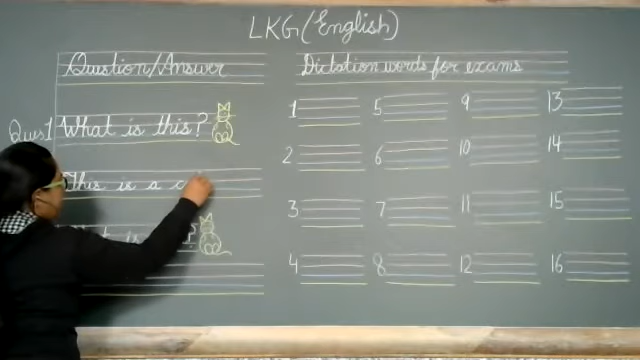 LKG (English)
Question/Answer
Dictation words for exams
Ques1 What is this?
This is a c
is ?
1 5 9 13
2 6 10 14
3 7 11 15
4 8 12 16